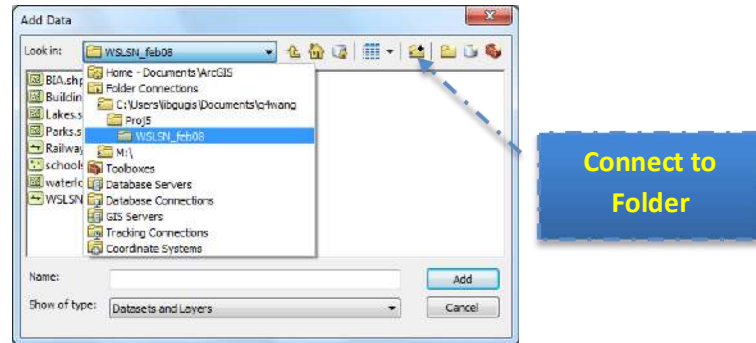 Add Data
Look in:
WSLSN_feb08
Home - Documents\ArcGIS
Folder Connections
C:\Users\libgugis\Documents\q4wang
Proj5
WSLSN_feb08
M:\
Toolboxes
Database Servers
Database Connections
GIS Servers
Tracking Connections
Coordinate Systems
BIA.shp
Buildin
Lakes.s
Parks.s
Railway
schools
waterlo
WSLSN
Name:
Add
Show of type:
Datasets and Layers
Cancel
Connect to
Folder